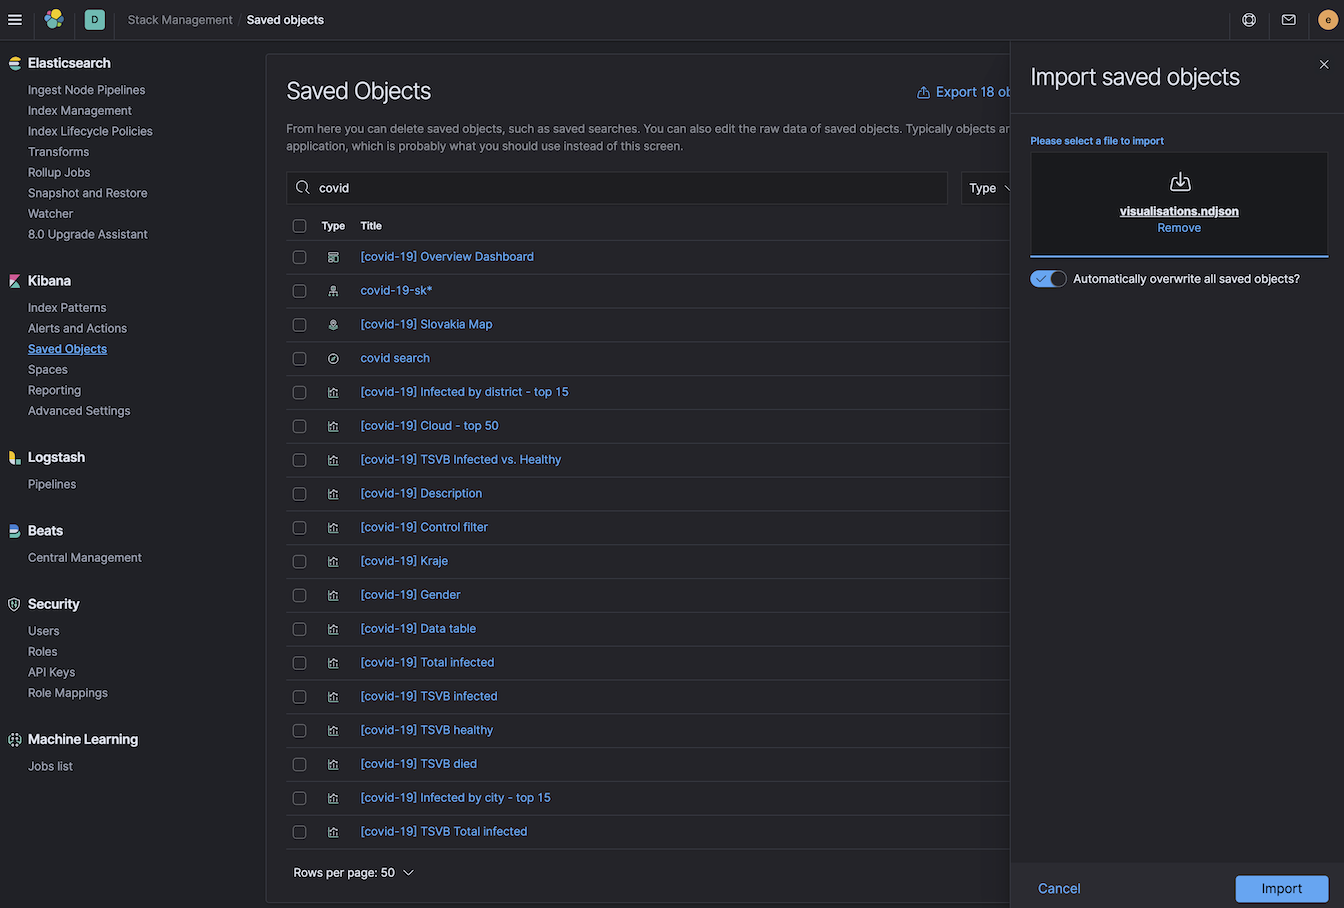 D
Stack Management / Saved objects
e
Elasticsearch
Ingest Node Pipelines
Index Management
Index Lifecycle Policies
Transforms
Rollup Jobs
Snapshot and Restore
Watcher
8.0 Upgrade Assistant
Kibana
Index Patterns
Alerts and Actions
Saved Objects
Spaces
Reporting
Advanced Settings
Logstash
Pipelines
Beats
Central Management
Security
Users
Roles
API Keys
Role Mappings
Machine Learning
Jobs list
Saved Objects
Export 18 ob
From here you can delete saved objects, such as saved searches. You can also edit the raw data of saved objects. Typically objects ar
application, which is probably what you should use instead of this screen.
covid
Type
Type Title
[covid-19] Overview Dashboard
covid-19-sk*
[covid-19] Slovakia Map
covid search
[covid-19] Infected by district - top 15
[covid-19] Cloud - top 50
[covid-19] TSVB Infected vs. Healthy
[covid-19] Description
[covid-19] Control filter
[covid-19] Kraje
[covid-19] Gender
[covid-19] Data table
[covid-19] Total infected
[covid-19] TSVB infected
[covid-19] TSVB healthy
[covid-19] TSVB died
[covid-19] Infected by city - top 15
[covid-19] TSVB Total infected
Rows per page: 50
Import saved objects
Please select a file to import
visualisations.ndjson
Remove
Automatically overwrite all saved objects?
Cancel
Import